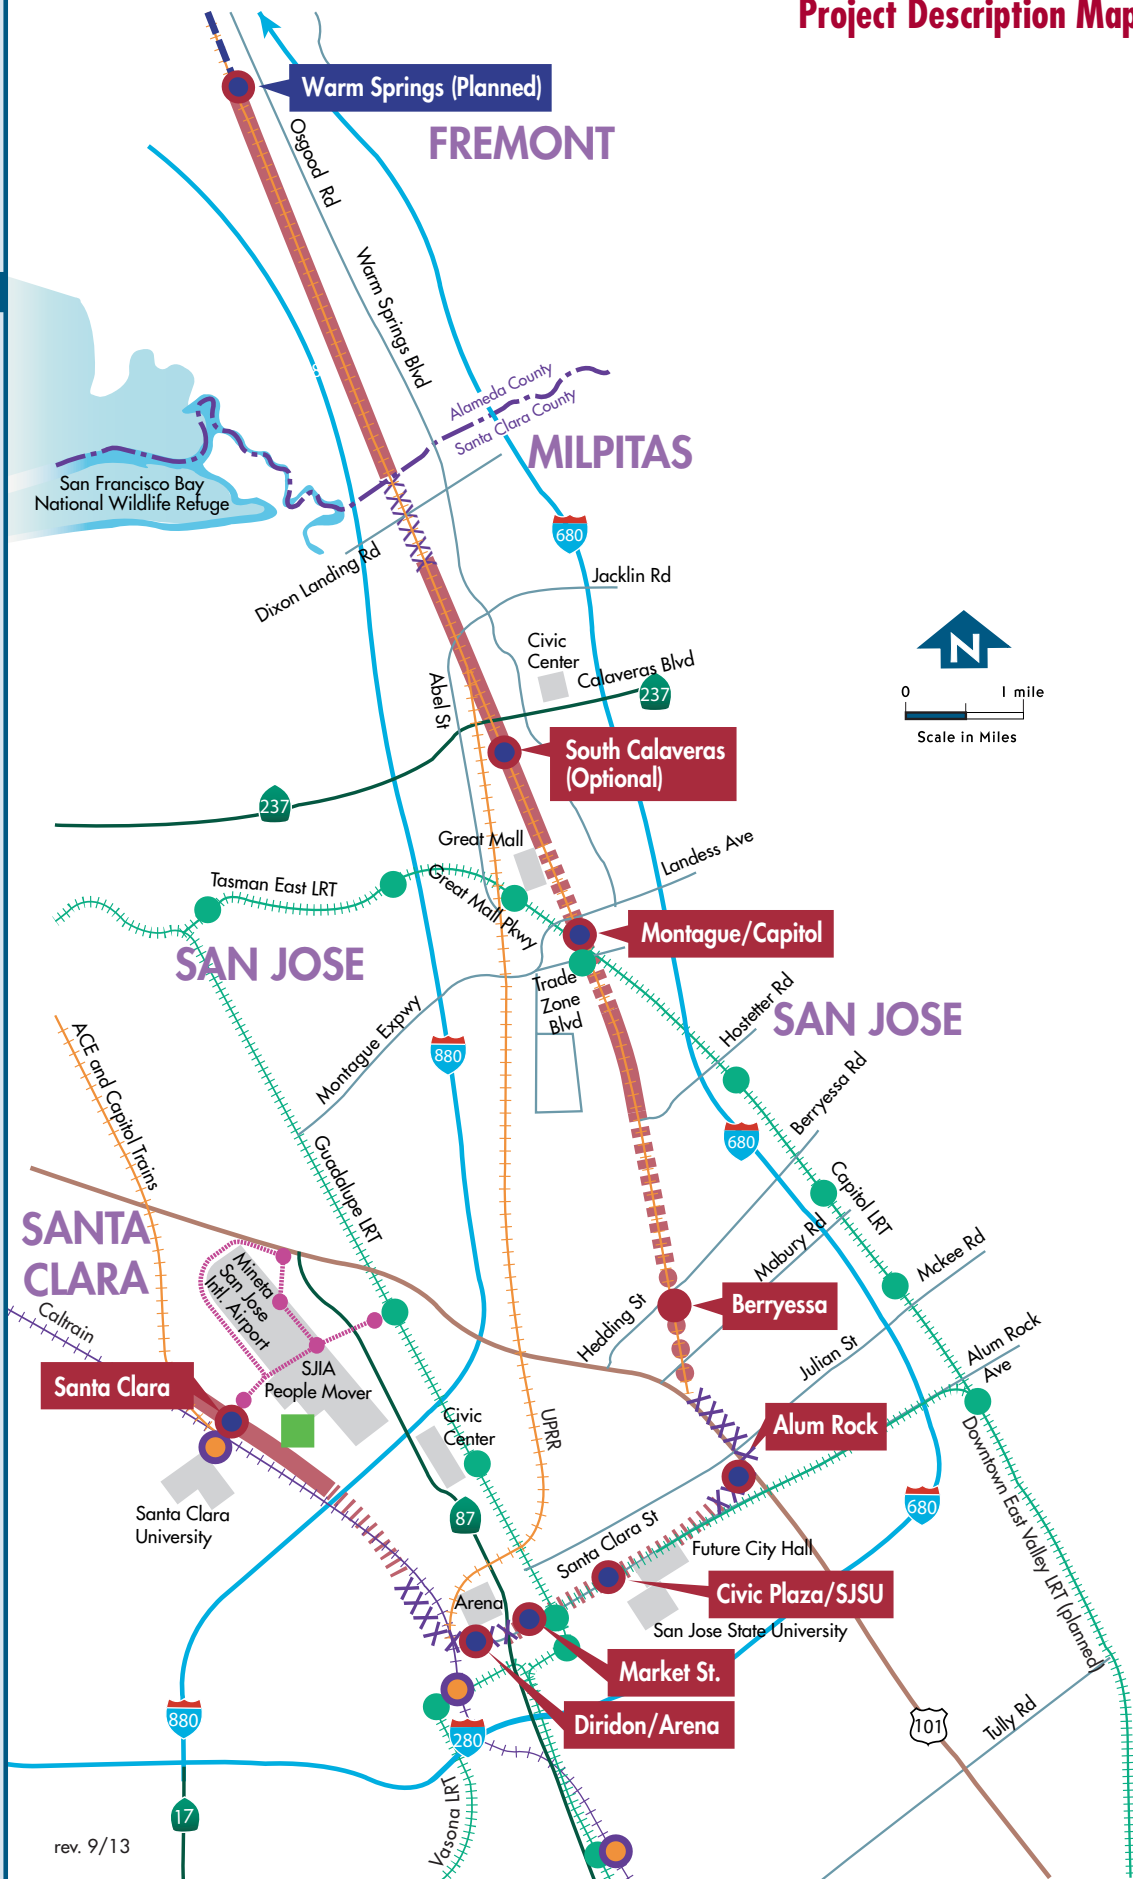 Project Description Map
Warm Springs (Planned)
FREMONT
Osgood Rd
Warm Springs Blvd
Alameda County
Santa Clara County
MILPITAS
San Francisco Bay
National Wildlife Refuge
680
Dixon Landing Rd
Jacklin Rd
Civic
Center
Calaveras Blvd
237
Abel St
N
0 1 mile
Scale in Miles
South Calaveras
(Optional)
237
Great Mall
Landess Ave
Tasman East LRT
Great Mall Pkwy
Montague/Capitol
SAN JOSE
Trade
Zone
Blvd
Hostetter Rd
SAN JOSE
Montague Expwy
ACE and Capitol Trains
880
Berryessa Rd
680
Guadalupe LRT
Capitol LRT
SANTA
CLARA
Mabury Rd
Mckee Rd
Mineta
San Jose
Intl. Airport
Caltrain
Berryessa
Hedding St
Julian St
Alum Rock
Ave
SJIA
People Mover
Santa Clara
Civic
Center
UPRR
Alum Rock
Downtown East Valley LRT (planned)
Santa Clara
University
87
680
Santa Clara St
Future City Hall
Arena
Civic Plaza/SJSU
San Jose State University
Market St.
Diridon/Arena
880
280
101
Tully Rd
17
Vasona LRT
rev. 9/13